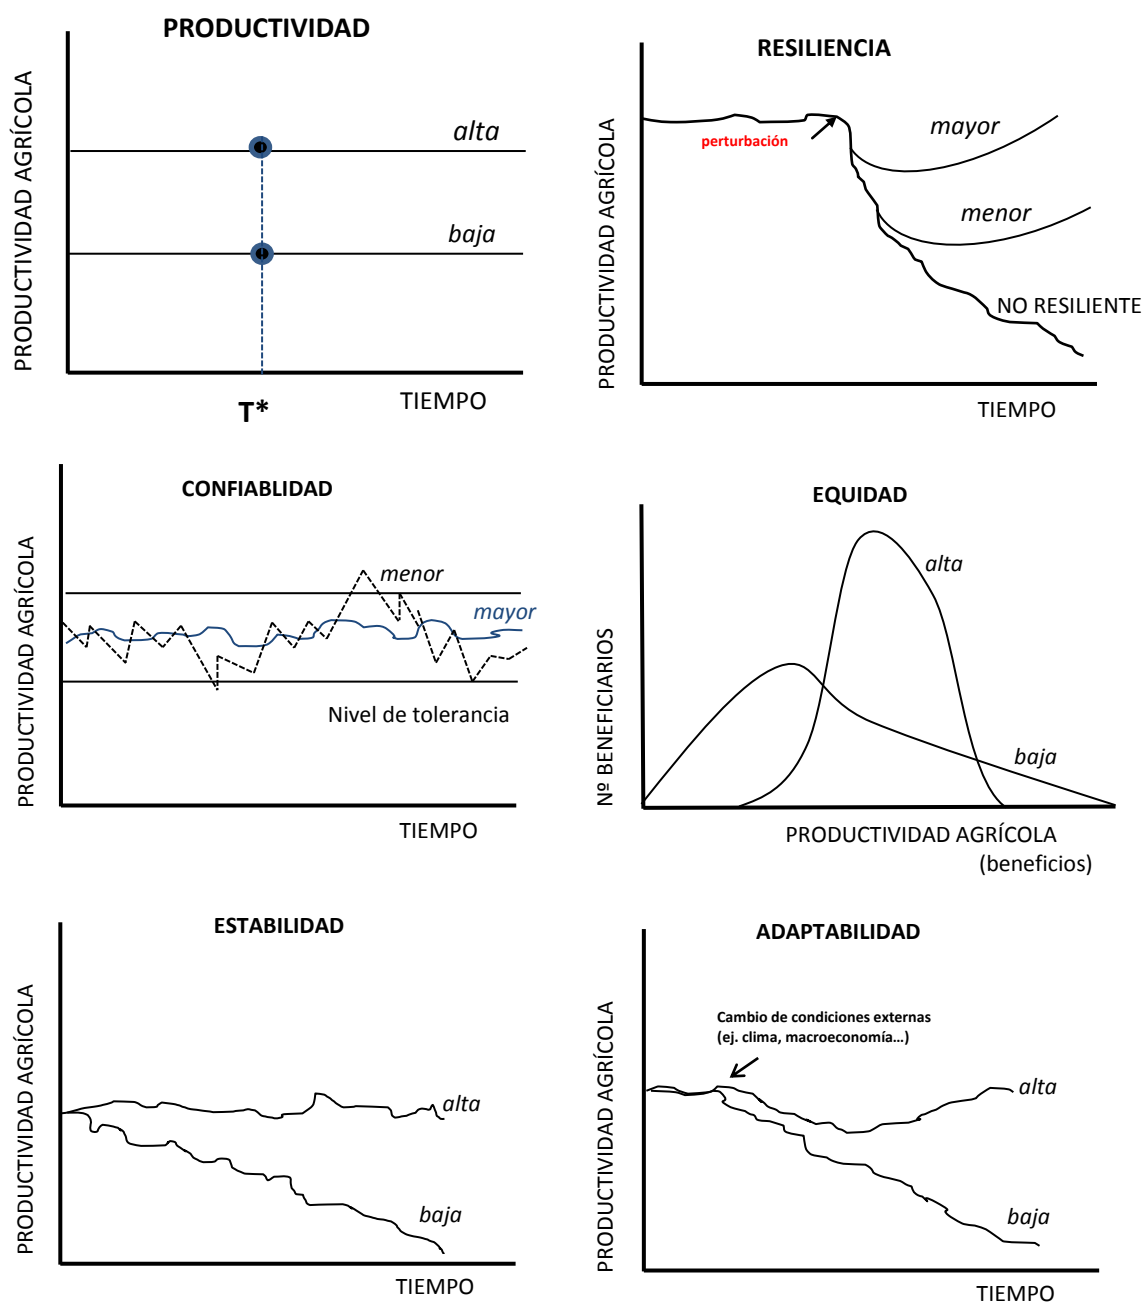 PRODUCTIVIDAD
PRODUCTIVIDAD AGRÍCOLA
alta
baja
T*
TIEMPO
RESILIENCIA
PRODUCTIVIDAD AGRÍCOLA
perturbación
mayor
menor
NO RESILIENTE
TIEMPO
CONFIABLIDAD
PRODUCTIVIDAD AGRÍCOLA
menor
mayor
Nivel de tolerancia
TIEMPO
EQUIDAD
Nº BENEFICIARIOS
alta
baja
PRODUCTIVIDAD AGRÍCOLA
(beneficios)
ESTABILIDAD
PRODUCTIVIDAD AGRÍCOLA
alta
baja
TIEMPO
ADAPTABILIDAD
PRODUCTIVIDAD AGRÍCOLA
Cambio de condiciones externas
(ej. clima, macroeconomía…)
alta
baja
TIEMPO